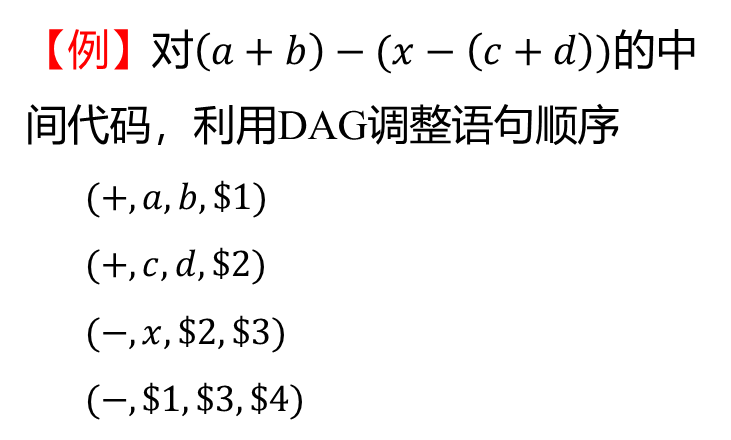 【例】对(a + b) − (x − (c + d))的中
间代码，利用DAG调整语句顺序
(+, a, b, $1)
(+, c, d, $2)
(−, x, $2, $3)
(−, $1, $3, $4)